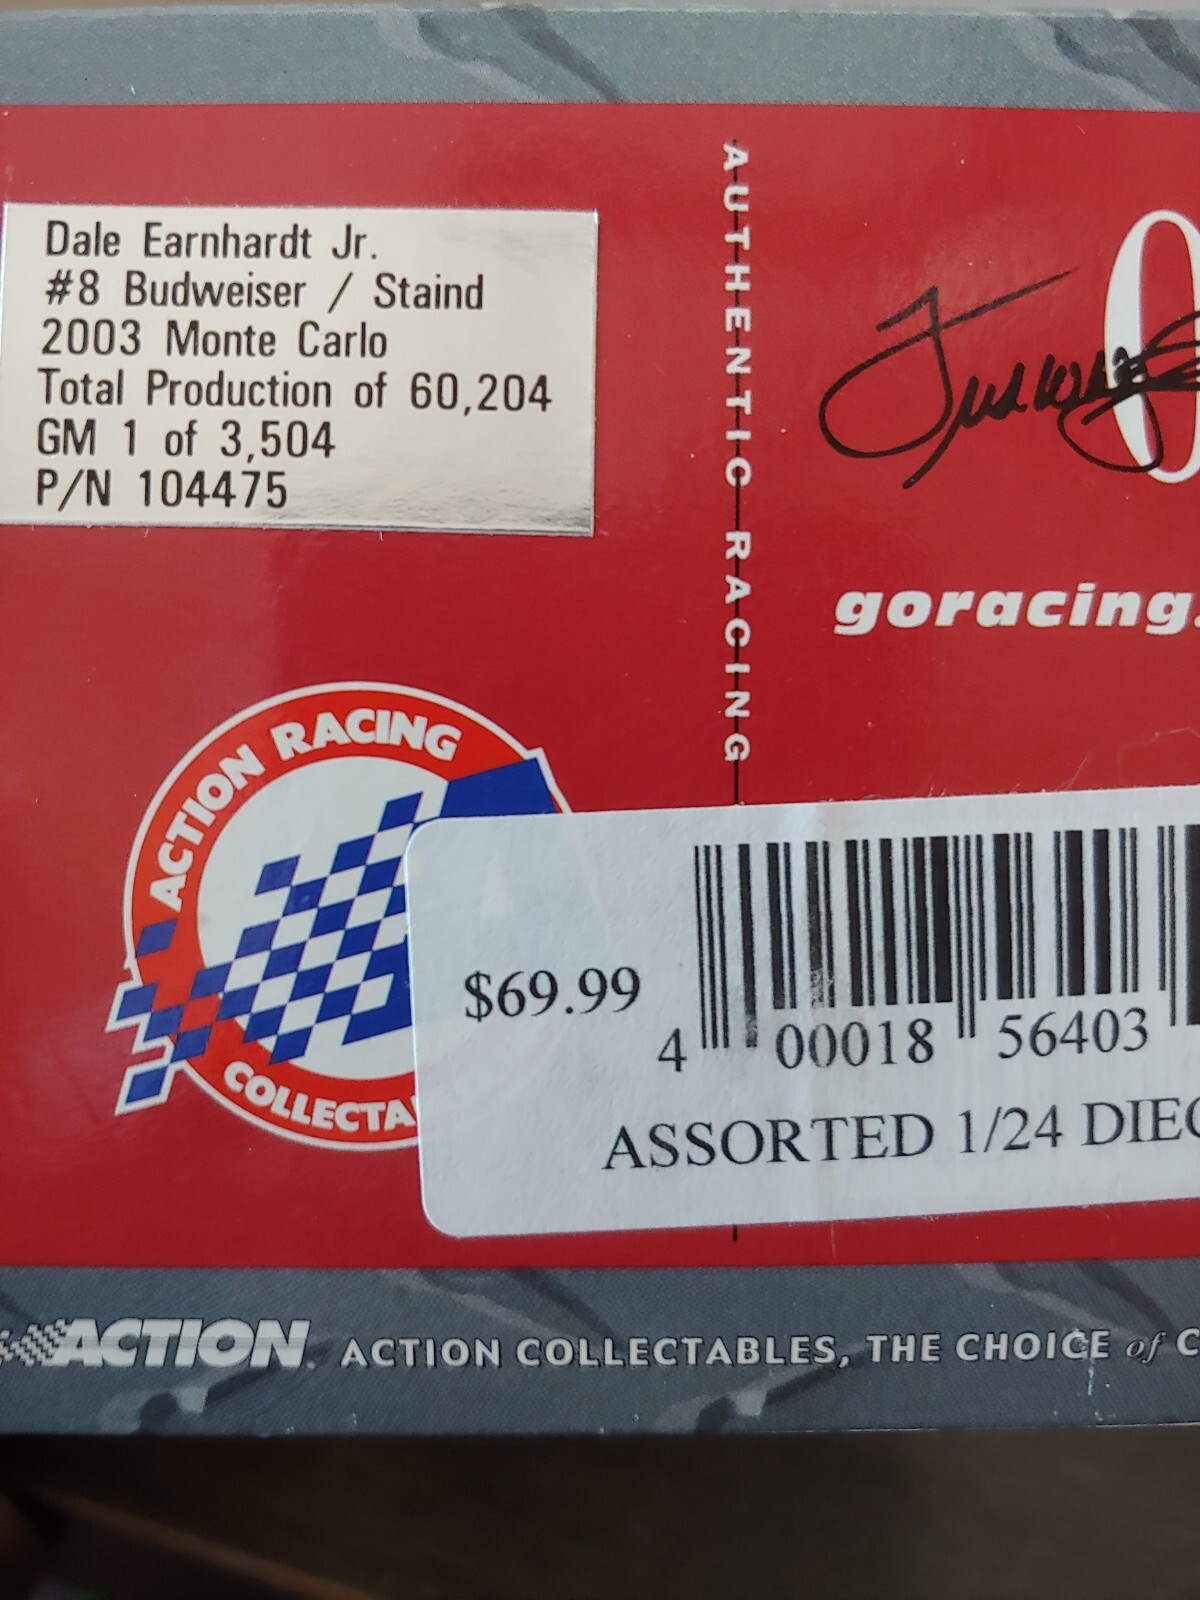 Dale Earnhardt Jr.
#8 Budweiser / Staind
2003 Monte Carlo
Total Production of 60,204
GM 1 of 3,504
P/N 104475
AUTHENTIC RACING
goracing.
ACTION RACING
COLLECTA
$69.99
4 00018 56403
ASSORTED 1/24 DIEC
ACTION
ACTION COLLECTABLES, THE CHOICE of C